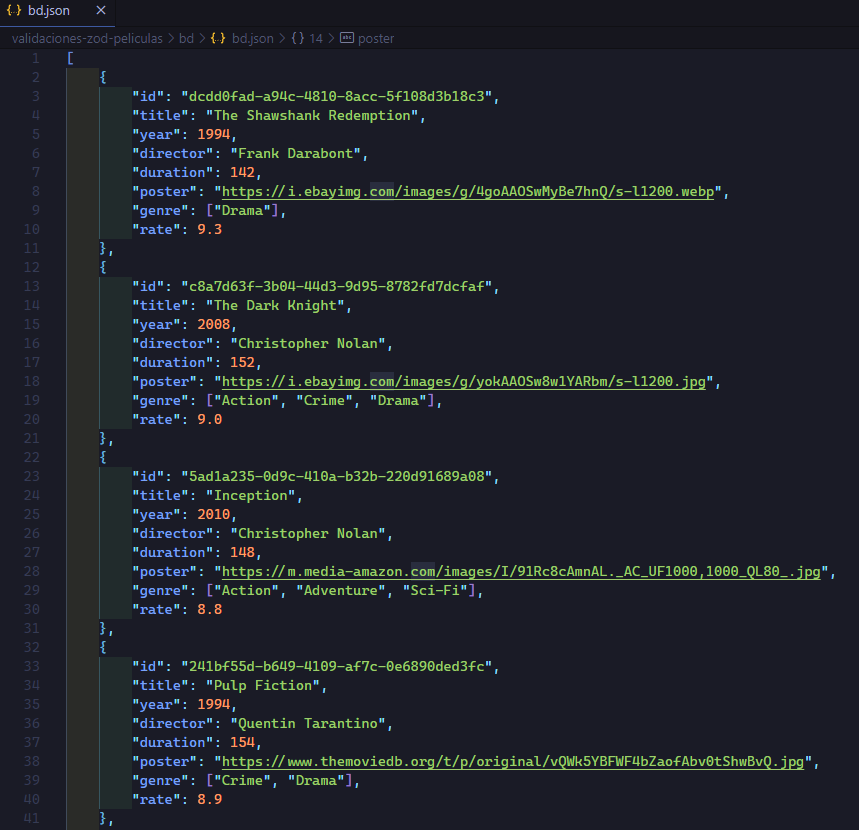 {..} bd.json ×
validaciones-zod-peliculas > bd > {..} bd.json > { } 14 > abc poster
1 [
2 {
3 "id": "dcdd0fad-a94c-4810-8acc-5f108d3b18c3",
4 "title": "The Shawshank Redemption",
5 "year": 1994,
6 "director": "Frank Darabont",
7 "duration": 142,
8 "poster": "https://i.ebayimg.com/images/g/4goAAOSwMyBe7hnQ/s-l1200.webp",
9 "genre": ["Drama"],
10 "rate": 9.3
11 },
12 {
13 "id": "c8a7d63f-3b04-44d3-9d95-8782fd7dcfaf",
14 "title": "The Dark Knight",
15 "year": 2008,
16 "director": "Christopher Nolan",
17 "duration": 152,
18 "poster": "https://i.ebayimg.com/images/g/yokAAOSw8w1YARbm/s-l1200.jpg",
19 "genre": ["Action", "Crime", "Drama"],
20 "rate": 9.0
21 },
22 {
23 "id": "5ad1a235-0d9c-410a-b32b-220d91689a08",
24 "title": "Inception",
25 "year": 2010,
26 "director": "Christopher Nolan",
27 "duration": 148,
28 "poster": "https://m.media-amazon.com/images/I/91Rc8cAmnAL._AC_UF1000,1000_QL80_.jpg",
29 "genre": ["Action", "Adventure", "Sci-Fi"],
30 "rate": 8.8
31 },
32 {
33 "id": "241bf55d-b649-4109-af7c-0e6890ded3fc",
34 "title": "Pulp Fiction",
35 "year": 1994,
36 "director": "Quentin Tarantino",
37 "duration": 154,
38 "poster": "https://www.themoviedb.org/t/p/original/vQWk5YBFWF4bZaofAbv0tShwBvQ.jpg",
39 "genre": ["Crime", "Drama"],
40 "rate": 8.9
41 },